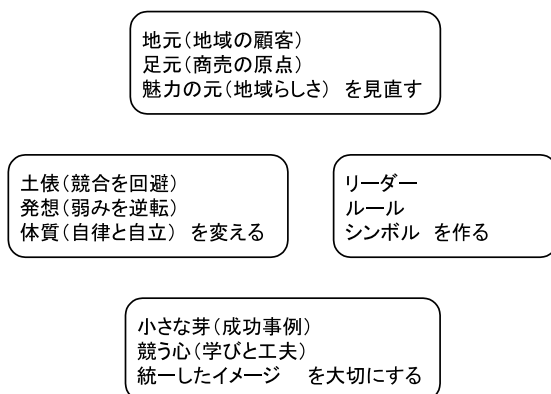 地元（地域の顧客）
足元（商売の原点）
魅力の元（地域らしさ） を見直す
土俵（競合を回避）
発想（弱みを逆転）
体質（自律と自立） を変える
リーダー
ルール
シンボル を作る
小さな芽（成功事例）
競う心（学びと工夫）
統一したイメージ を大切にする